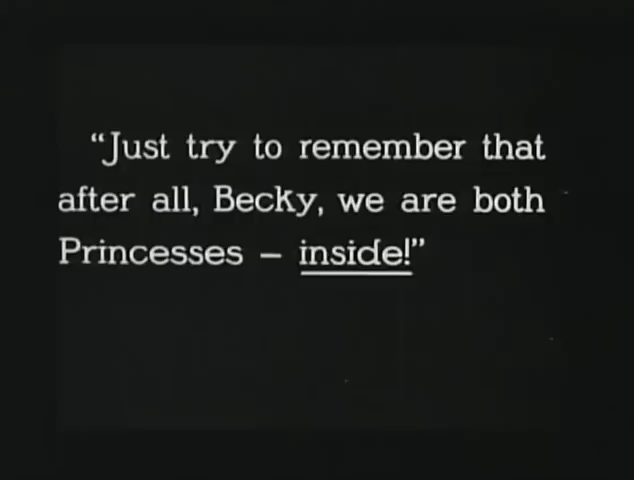 “Just try to remember that
after all, Becky, we are both
Princesses – inside!”